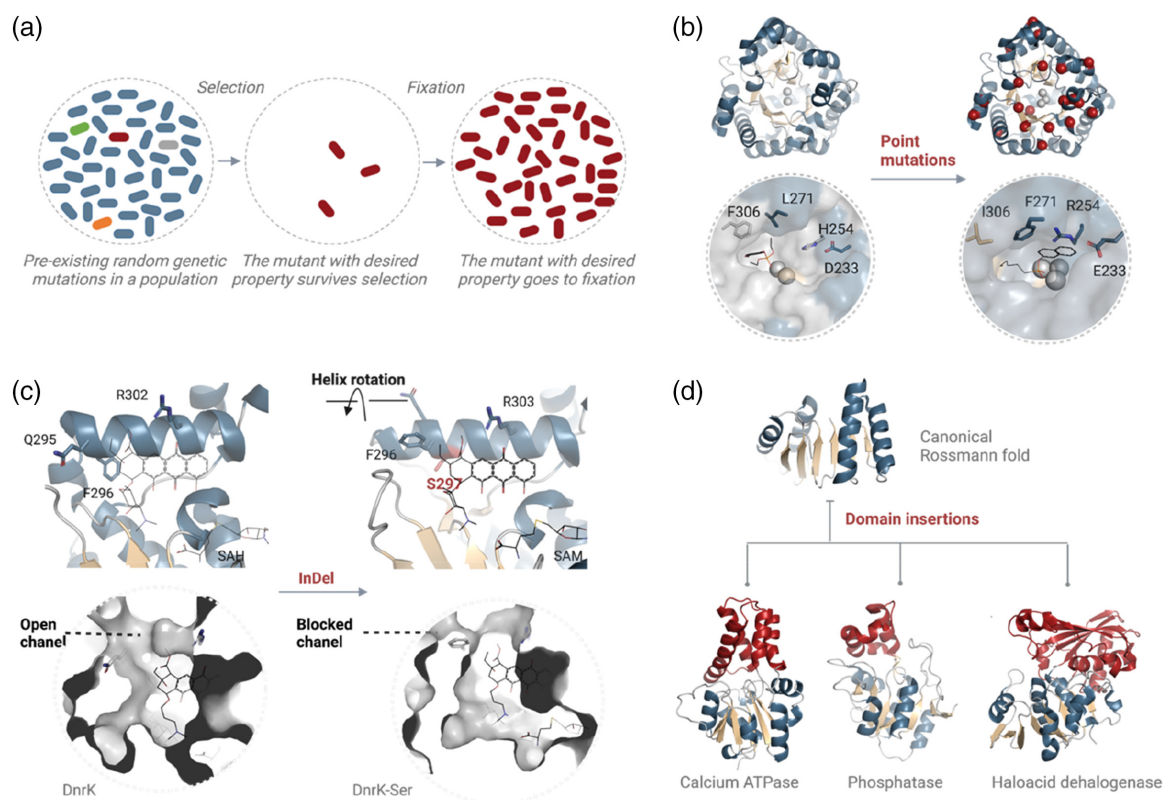 (a)
Selection
Fixation
Pre-existing random genetic
mutations in a population
The mutant with desired
property survives selection
The mutant with desired
property goes to fixation
(b)
Point
mutations
F306
L271
H254
D233
I306
F271
R254
E233
(c)
R302
Q295
F296
SAH
Helix rotation
R303
F296
S297
SAM
InDel
Open
chanel
DnrK
Blocked
chanel
DnrK-Ser
(d)
Canonical
Rossmann fold
Domain insertions
Calcium ATPase
Phosphatase
Haloacid dehalogenase